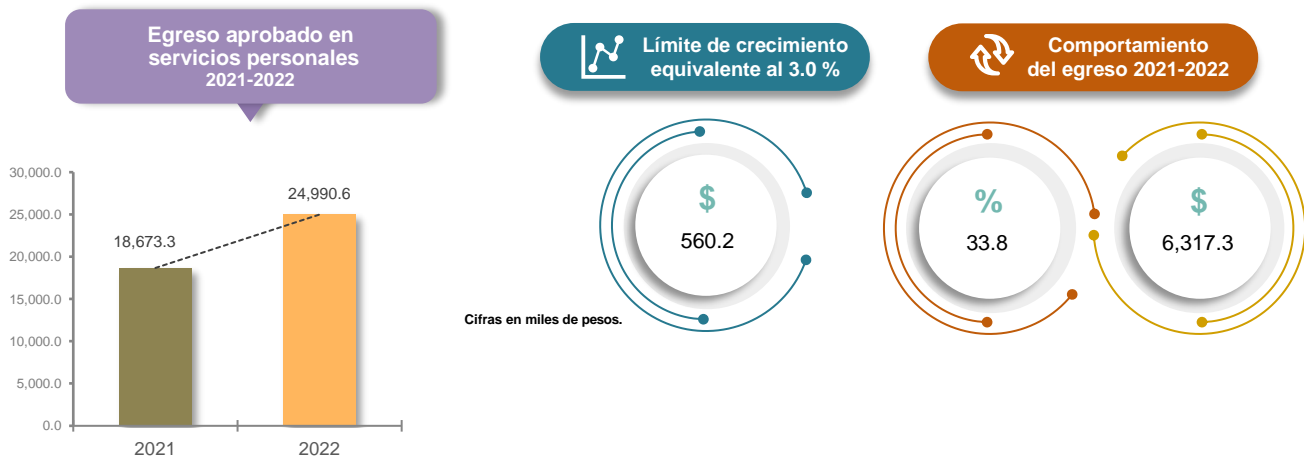 Egreso aprobado en
servicios personales
2021-2022
30,000.0
25,000.0
20,000.0
15,000.0
10,000.0
5,000.0
0.0
18,673.3
24,990.6
2021
2022
Límite de crecimiento
equivalente al 3.0 %
$
560.2
Cifras en miles de pesos.
Comportamiento
del egreso 2021-2022
%
33.8
$
6,317.3